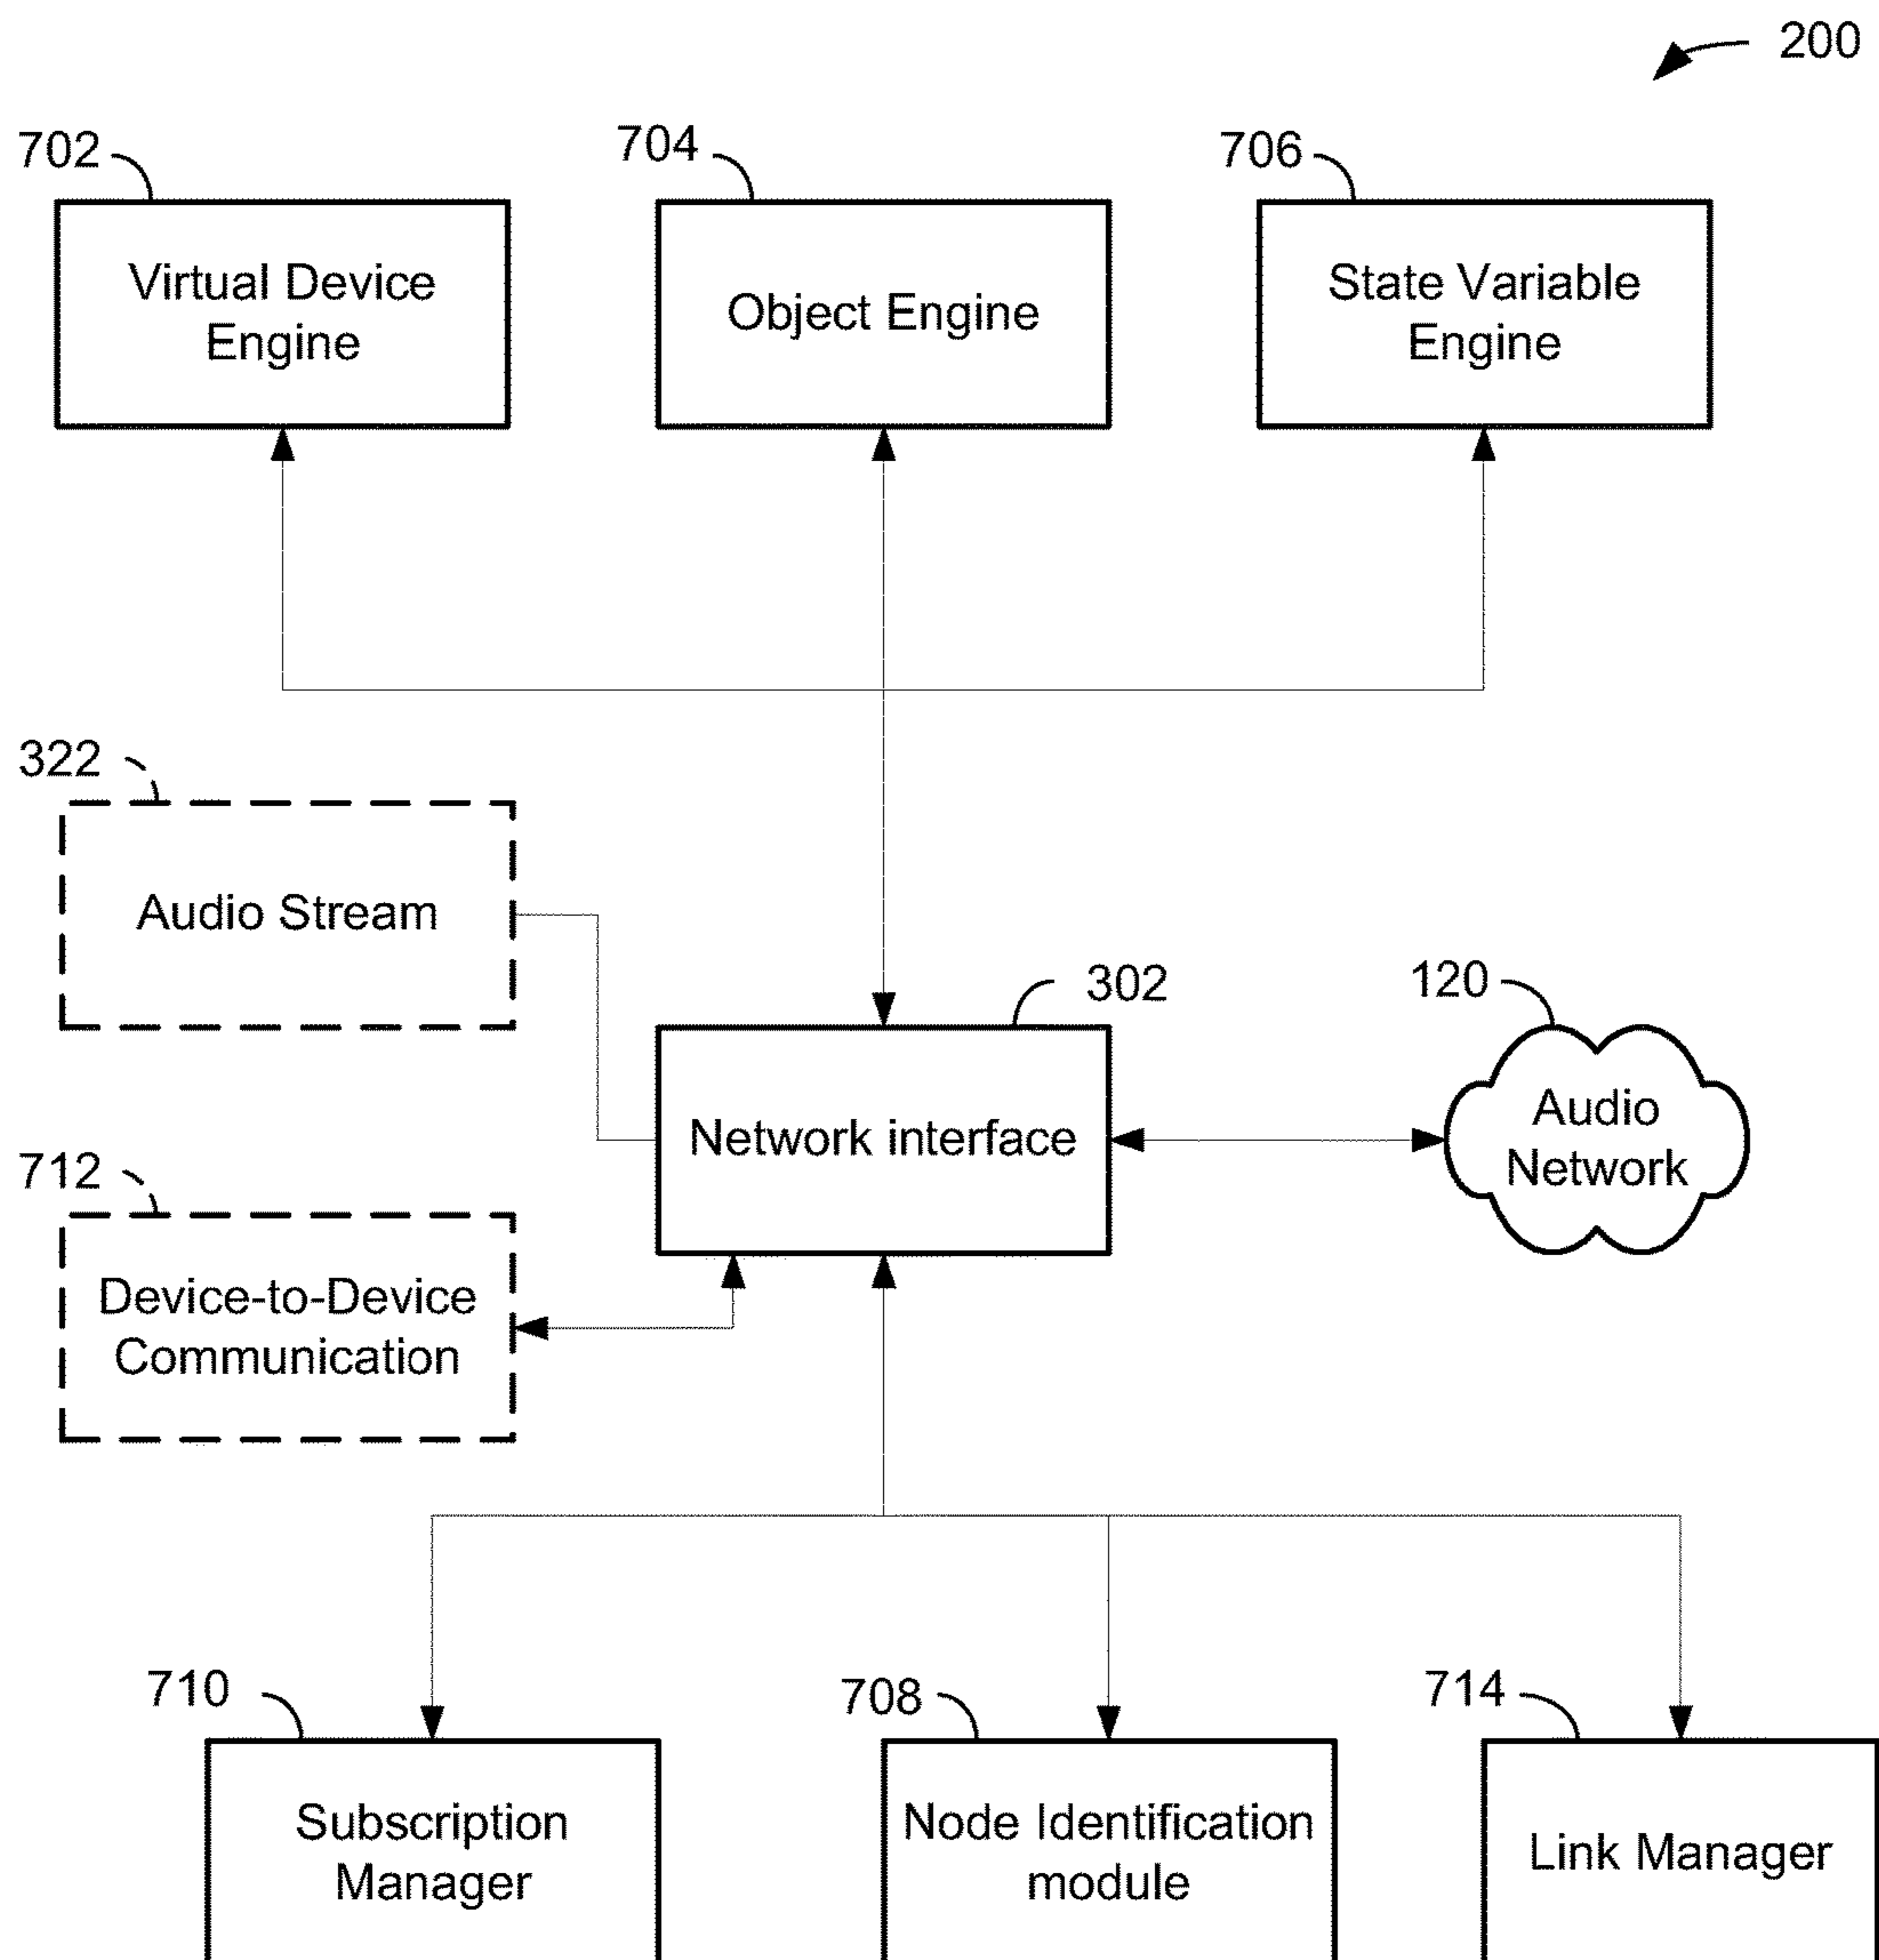 200
702
704
706
Virtual Device
Engine
Object Engine
State Variable
Engine
322
Audio Stream
302
120
Network interface
Audio
Network
712
Device-to-Device
Communication
710
708
714
Subscription
Manager
Node Identification
module
Link Manager